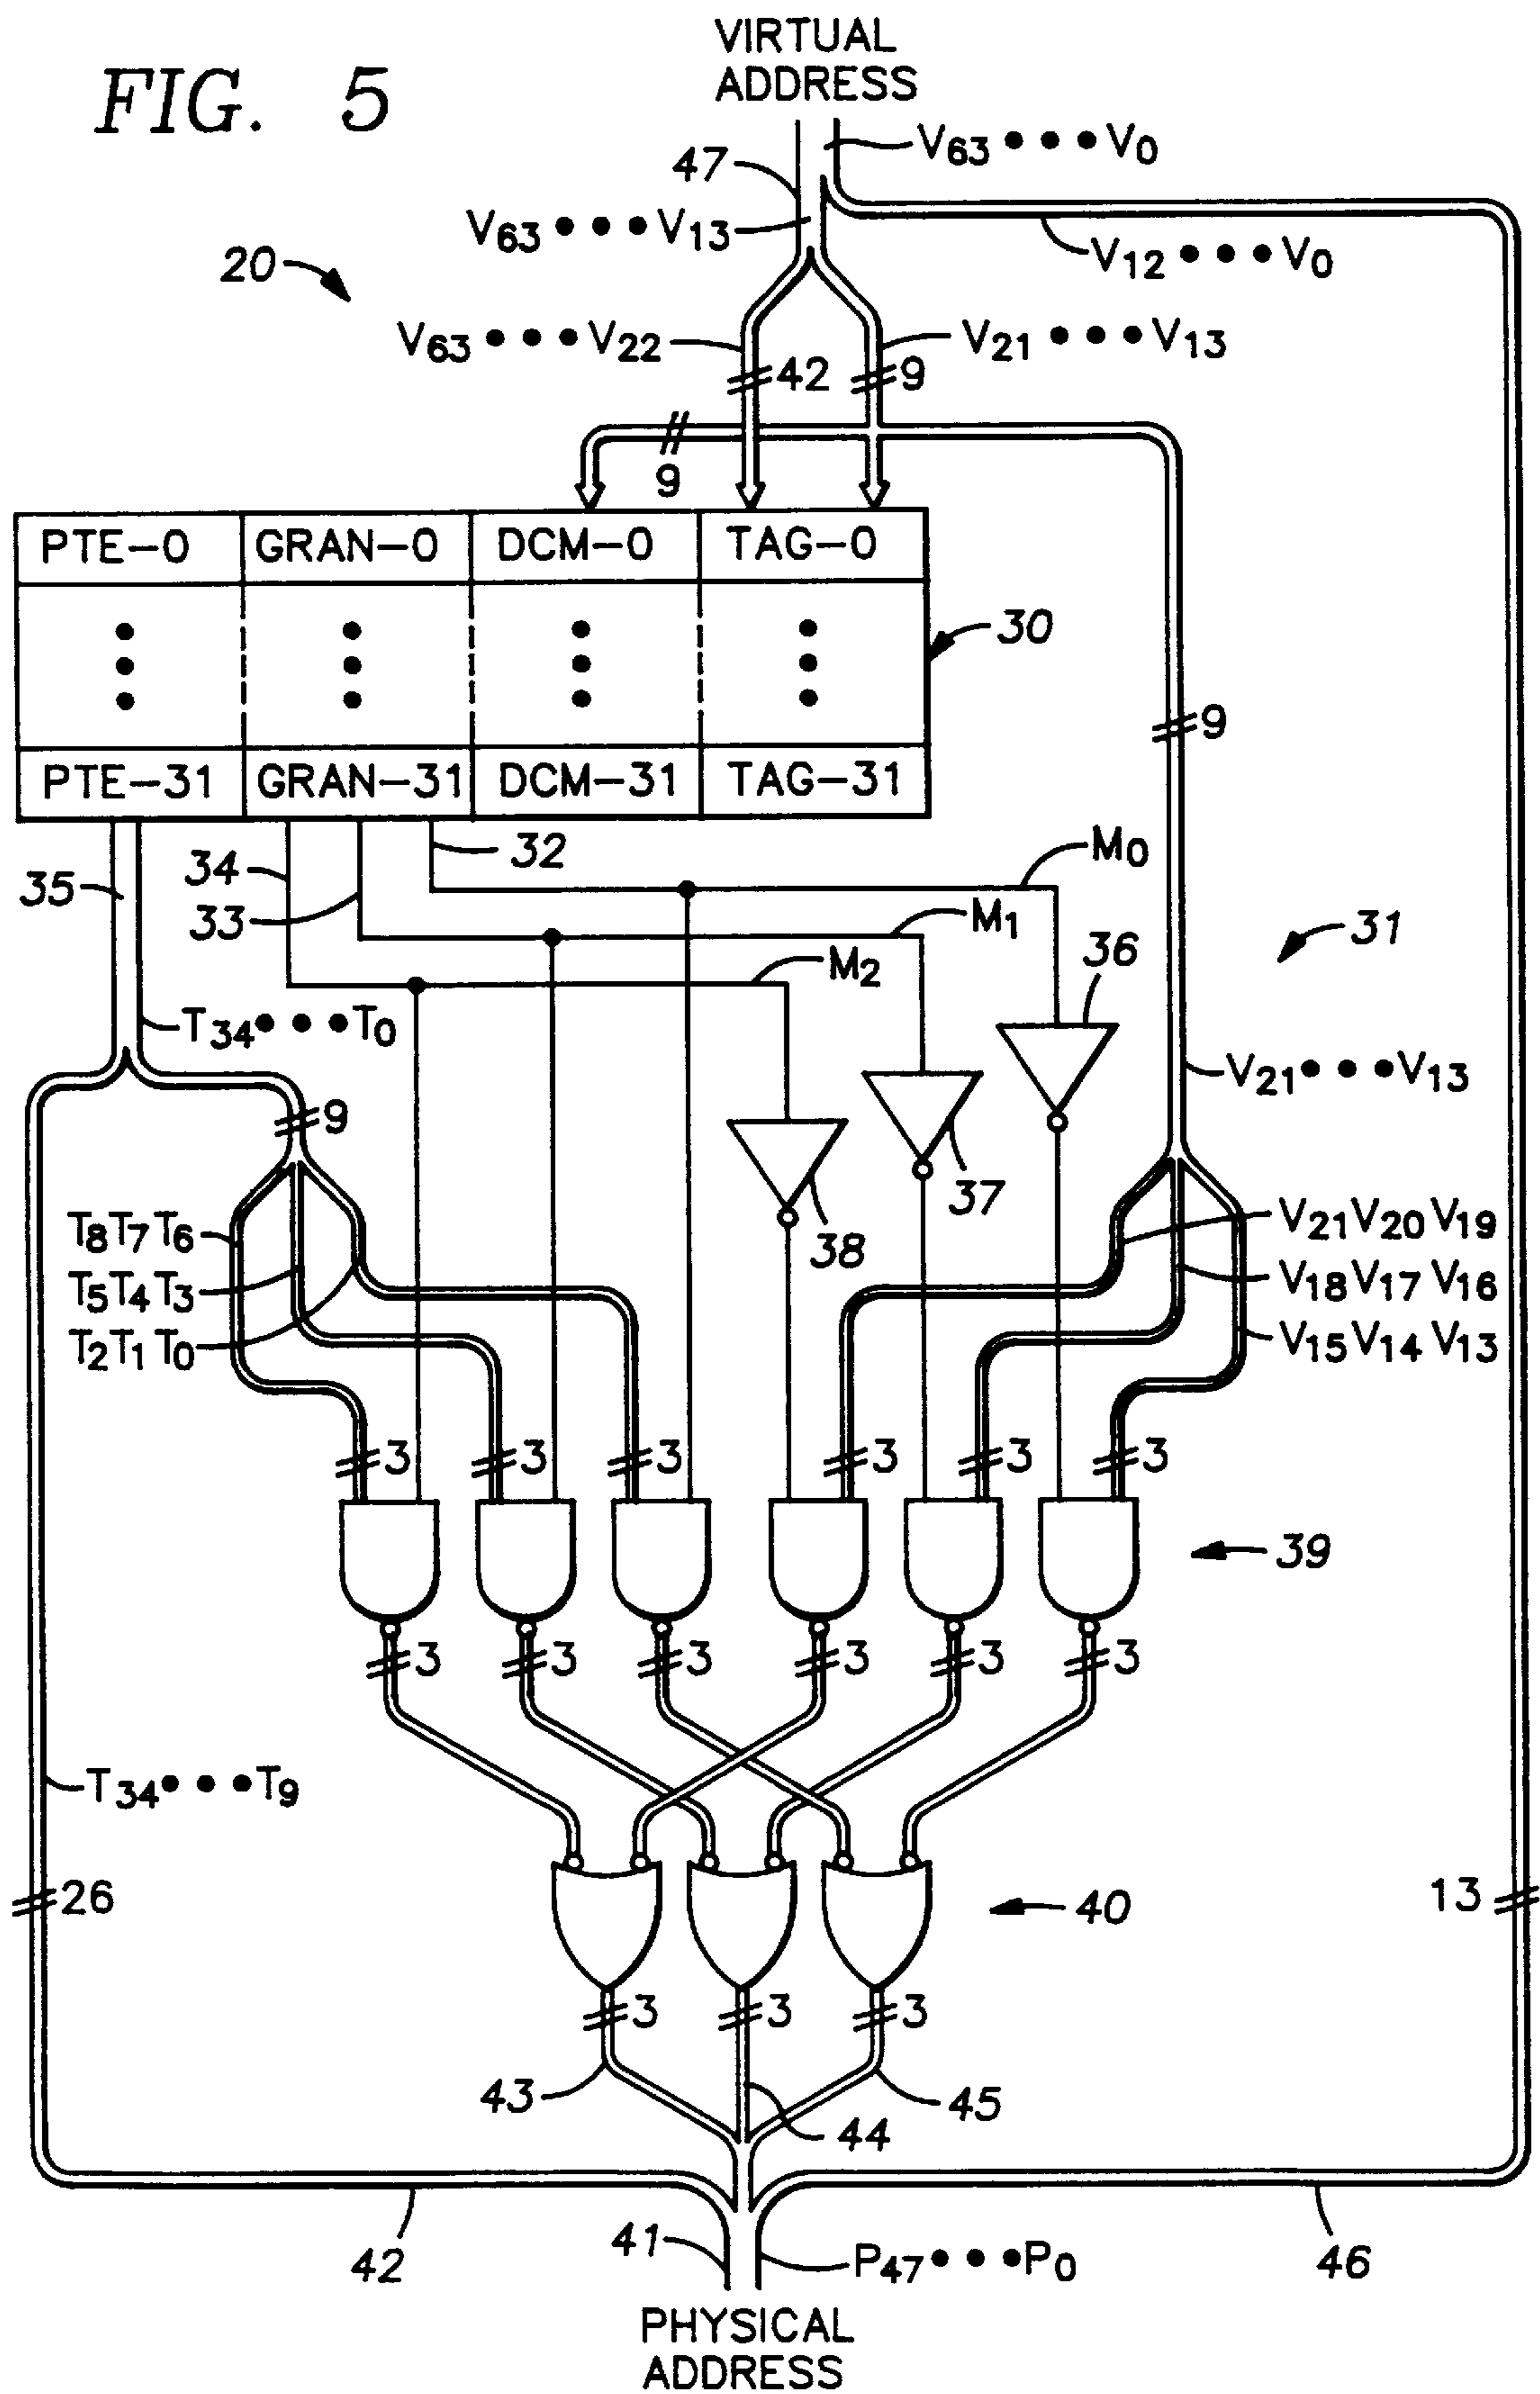 FIG. 5
VIRTUAL
ADDRESS
V63 • • • V0
47
V63 • • • V13
V12 • • • V0
20
V63 • • • V22
V21 • • • V13
42
9
9
PTE-0 GRAN-0 DCM-0 TAG-0
30
9
PTE-31 GRAN-31 DCM-31 TAG-31
32
M0
34
35
33
M1
31
M2
36
T34 • • • T0
V21 • • • V13
9
37
38
T8T7T6
V21V20V19
T5T4T3
V18V17V16
T2T1T0
V15V14V13
3 3 3 3 3 3
39
3 3 3 3 3 3
T34 • • • T9
26
40
13
3 3 3
43
45
44
41
P47 • • • P0
42
46
PHYSICAL
ADDRESS